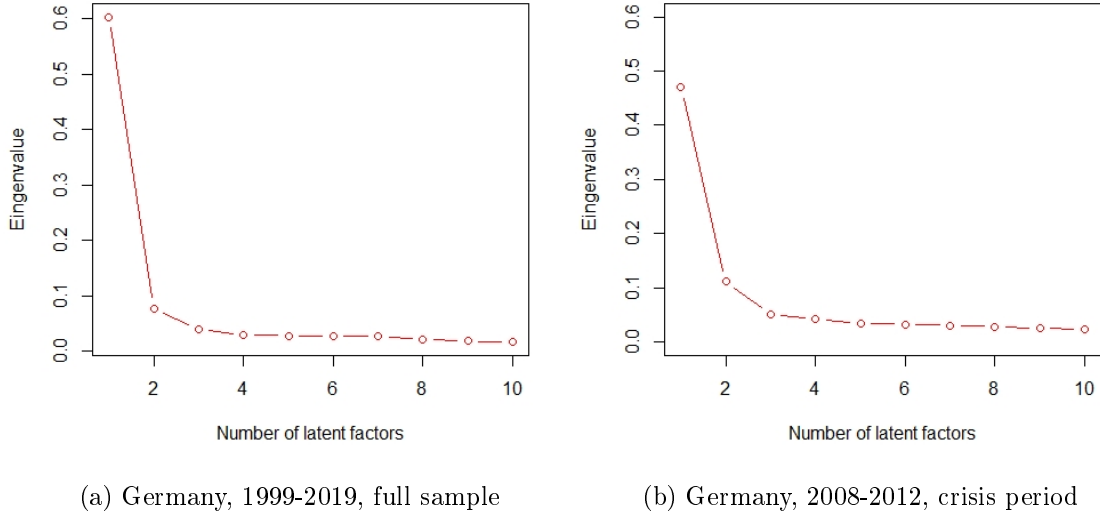 0.6
0.5
0.4
0.3
0.2
0.1
0.0
Eingenvalue
2 4 6 8 10
Number of latent factors
(a) Germany, 1999-2019, full sample
0.6
0.5
0.4
0.3
0.2
0.1
0.0
Eingenvalue
2 4 6 8 10
Number of latent factors
(b) Germany, 2008-2012, crisis period